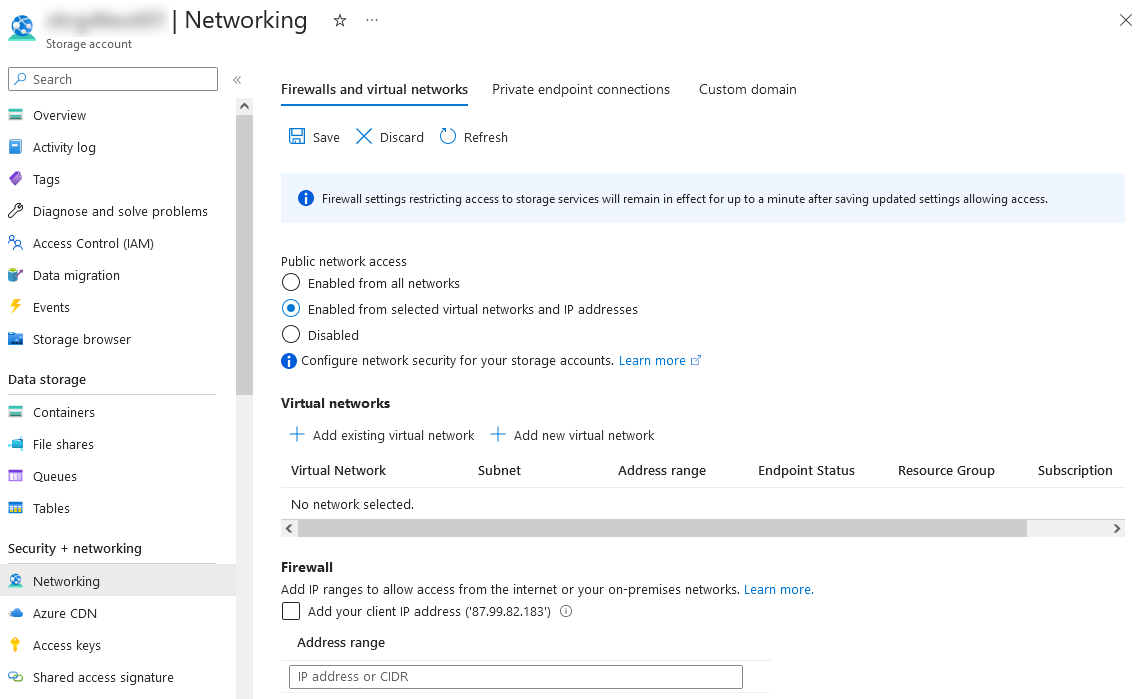 | Networking
Storage account
Search
Overview
Activity log
Tags
Diagnose and solve problems
Access Control (IAM)
Data migration
Events
Storage browser
Data storage
Containers
File shares
Queues
Tables
Security + networking
Networking
Azure CDN
Access keys
Shared access signature
Firewalls and virtual networks Private endpoint connections Custom domain
Save Discard Refresh
Firewall settings restricting access to storage services will remain in effect for up to a minute after saving updated settings allowing access.
Public network access
Enabled from all networks
Enabled from selected virtual networks and IP addresses
Disabled
Configure network security for your storage accounts. Learn more
Virtual networks
Add existing virtual network Add new virtual network
Virtual Network Subnet Address range Endpoint Status Resource Group Subscription
No network selected.
Firewall
Add IP ranges to allow access from the internet or your on-premises networks. Learn more.
Add your client IP address ('87.99.82.183')
Address range
IP address or CIDR